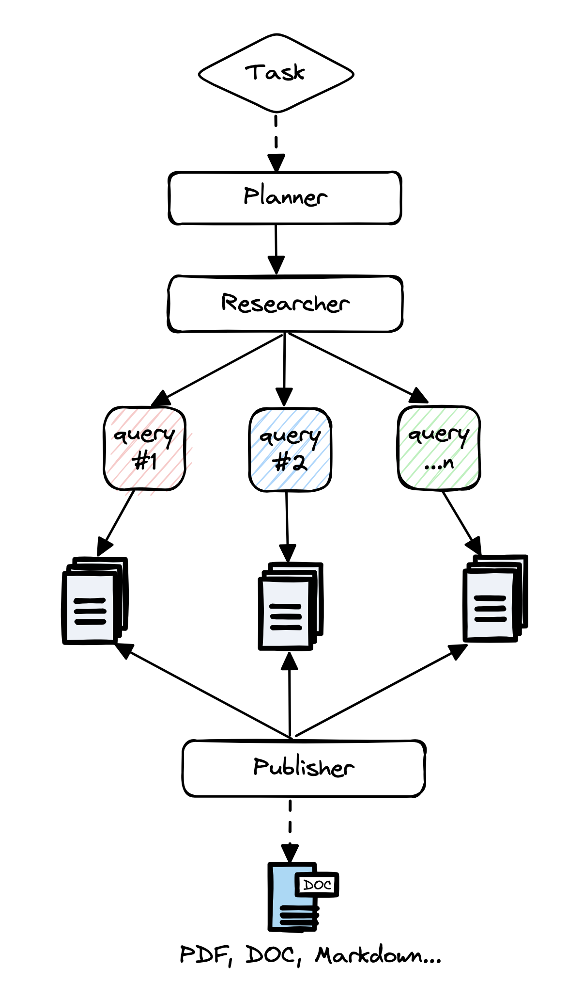 Task
Planner
Researcher
query
#1
query
#2
query
...n
Publisher
DOC
PDF, DOC, Markdown...